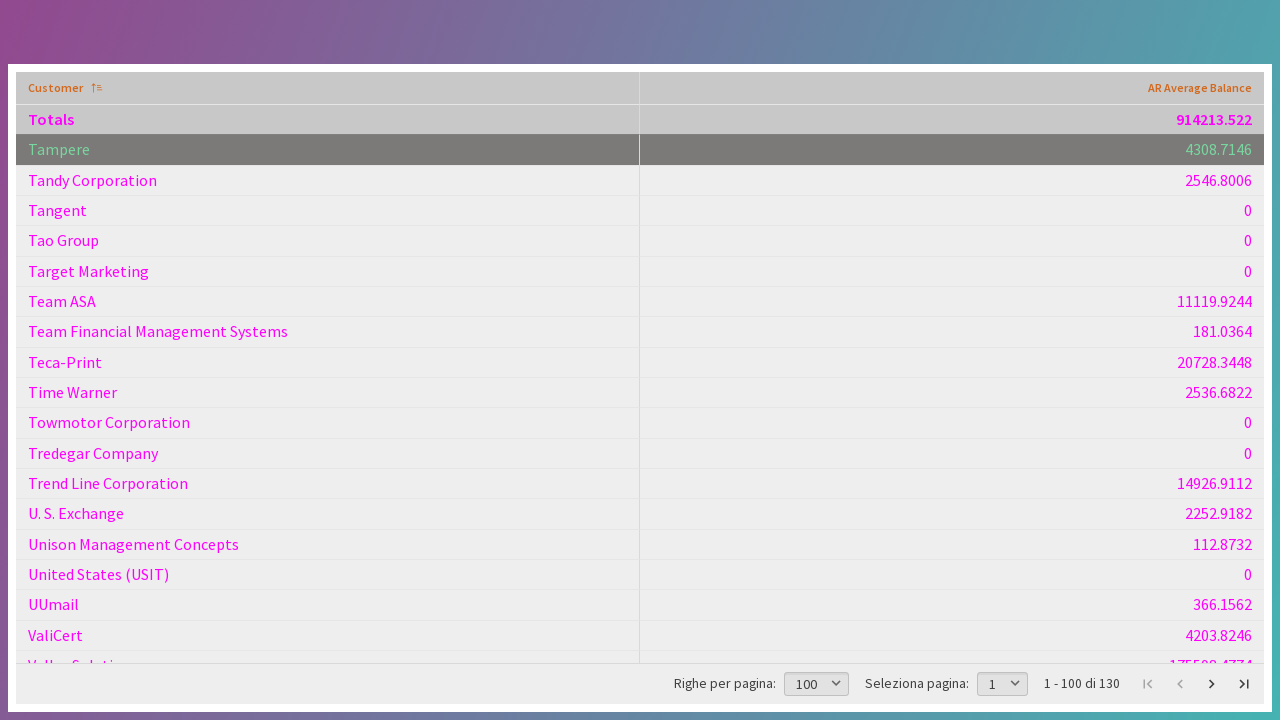 Customer AR Average Balance
Totals 914213.522
Tampere 4308.7146
Tandy Corporation 2546.8006
Tangent 0
Tao Group 0
Target Marketing 0
Team ASA 11119.9244
Team Financial Management Systems 181.0364
Teca-Print 20728.3448
Time Warner 2536.6822
Towmotor Corporation 0
Tredegar Company 0
Trend Line Corporation 14926.9112
U. S. Exchange 2252.9182
Unison Management Concepts 112.8732
United States (USIT) 0
UUmail 366.1562
ValiCert 4203.8246
Righe per pagina: 100 Seleziona pagina: 1 1 - 100 di 130